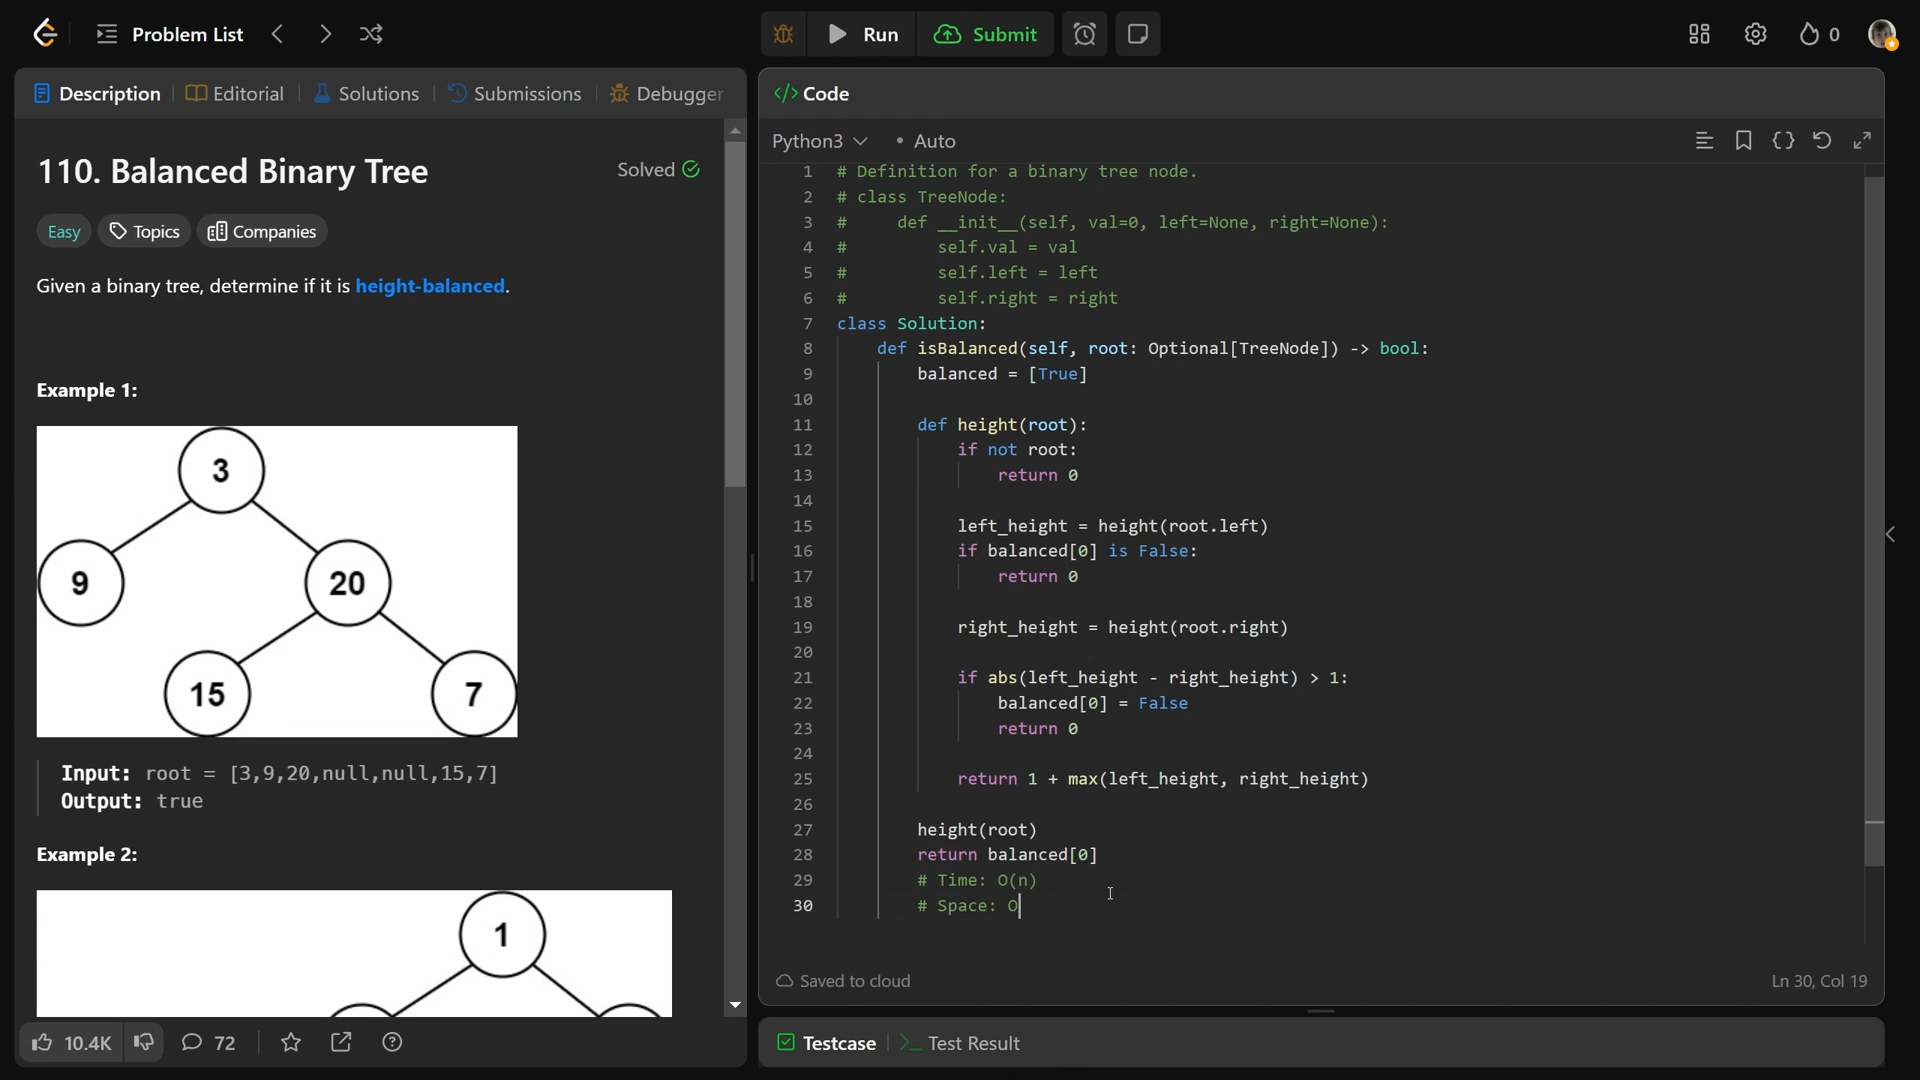 Problem List
Run
Submit
0
Description
Editorial
Solutions
Submissions
Debugger
110. Balanced Binary Tree
Solved
Easy
Topics
Companies
Given a binary tree, determine if it is height-balanced.
Example 1:
3
9
20
15
7
Input: root = [3,9,20,null,null,15,7]
Output: true
Example 2:
1
10.4K
72
</> Code
Python3
• Auto
1 # Definition for a binary tree node.
2 # class TreeNode:
3 #     def __init__(self, val=0, left=None, right=None):
4 #         self.val = val
5 #         self.left = left
6 #         self.right = right
7 class Solution:
8     def isBalanced(self, root: Optional[TreeNode]) -> bool:
9         balanced = [True]
10
11         def height(root):
12             if not root:
13                 return 0
14
15             left_height = height(root.left)
16             if balanced[0] is False:
17                 return 0
18
19             right_height = height(root.right)
20
21             if abs(left_height - right_height) > 1:
22                 balanced[0] = False
23                 return 0
24
25             return 1 + max(left_height, right_height)
26
27         height(root)
28         return balanced[0]
29         # Time: O(n)
30         # Space: O
Saved to cloud
Ln 30, Col 19
Testcase
Test Result